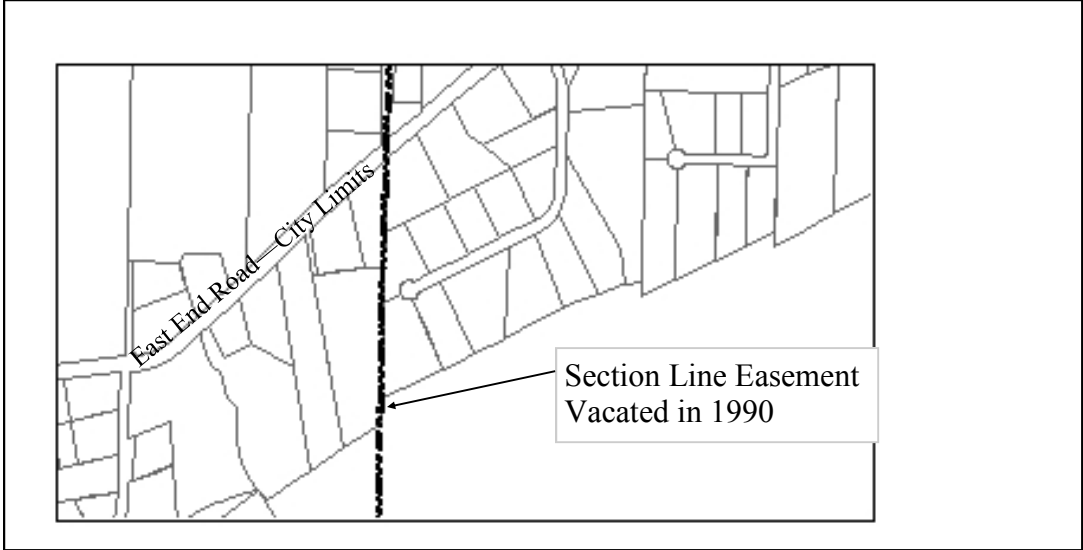 East End Road—City Limits
Section Line Easement
Vacated in 1990